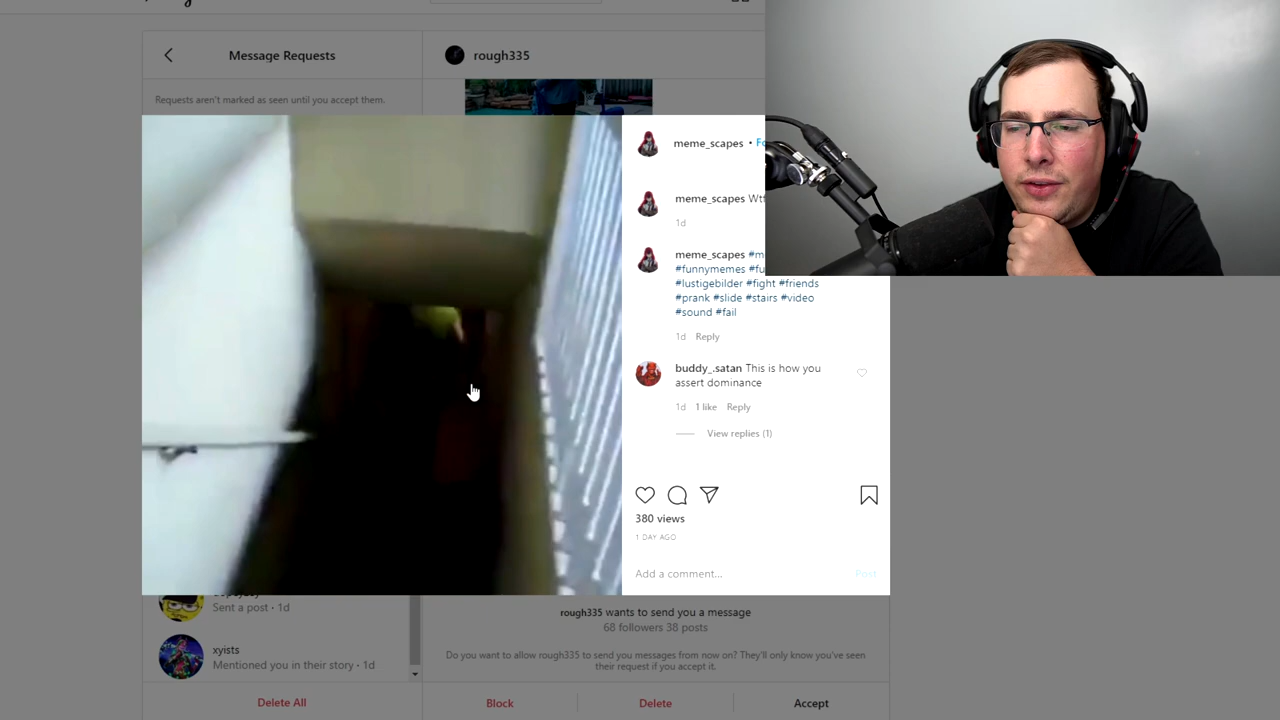 Message Requests
rough335
Requests aren't marked as seen until you accept them.
meme_scapes •
meme_scapes
1d
meme_scapes
#funnymemes
#lustigebilder #fight #friends
#prank #slide #stairs #video
#sound #fail
1d Reply
buddy_.satan This is how you
assert dominance
1d 1 like Reply
View replies (1)
380 views
1 DAY AGO
Add a comment...
Post
Sent a post · 1d
xyists
Mentioned you in their story · 1d
rough335 wants to send you a message
68 followers 38 posts
Do you want to allow rough335 to send you messages from now on? They'll only know you've seen
their request if you accept it.
Delete All
Block
Delete
Accept